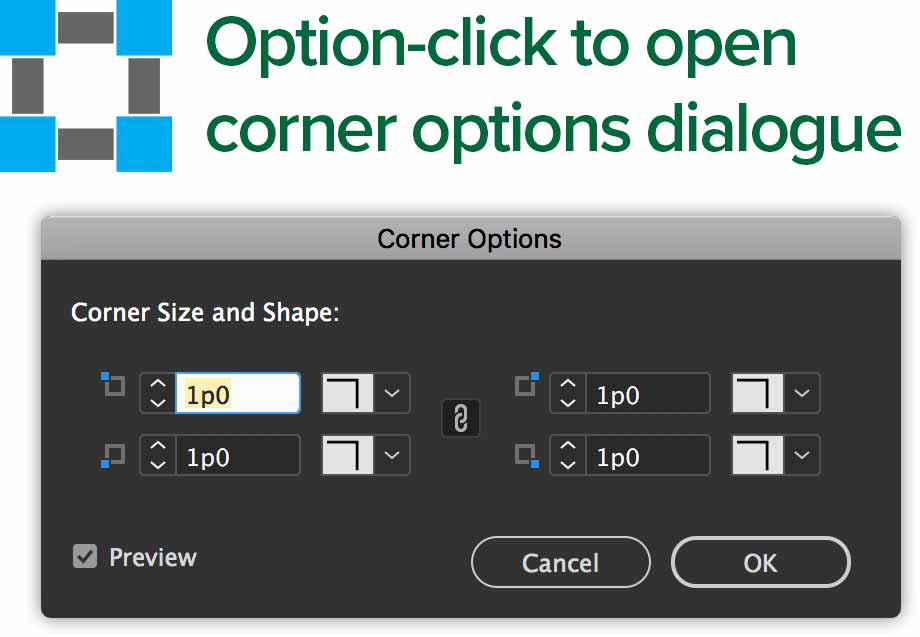 Option-click to open
corner options dialogue
Corner Options
Corner Size and Shape:
1p0 1p0
1p0 1p0
Preview Cancel OK